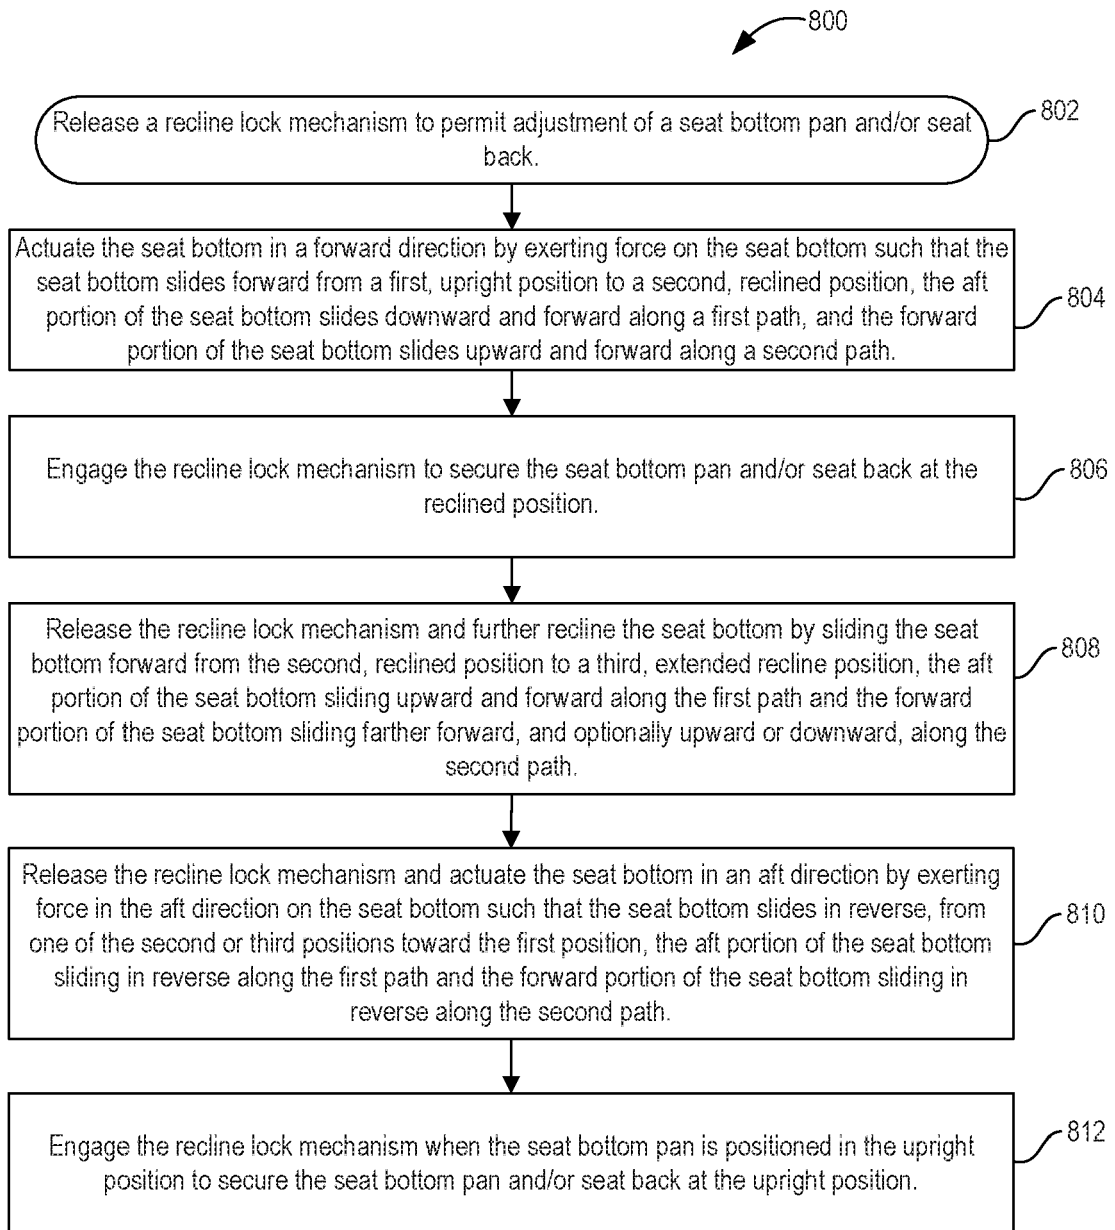 800
Release a recline lock mechanism to permit adjustment of a seat bottom pan and/or seat
back.
802
Actuate the seat bottom in a forward direction by exerting force on the seat bottom such that the
seat bottom slides forward from a first, upright position to a second, reclined position, the aft
portion of the seat bottom slides downward and forward along a first path, and the forward
portion of the seat bottom slides upward and forward along a second path.
804
Engage the recline lock mechanism to secure the seat bottom pan and/or seat back at the
reclined position.
806
Release the recline lock mechanism and further recline the seat bottom by sliding the seat
bottom forward from the second, reclined position to a third, extended recline position, the aft
portion of the seat bottom sliding upward and forward along the first path and the forward
portion of the seat bottom sliding farther forward, and optionally upward or downward, along the
second path.
808
Release the recline lock mechanism and actuate the seat bottom in an aft direction by exerting
force in the aft direction on the seat bottom such that the seat bottom slides in reverse, from
one of the second or third positions toward the first position, the aft portion of the seat bottom
sliding in reverse along the first path and the forward portion of the seat bottom sliding in
reverse along the second path.
810
Engage the recline lock mechanism when the seat bottom pan is positioned in the upright
position to secure the seat bottom pan and/or seat back at the upright position.
812